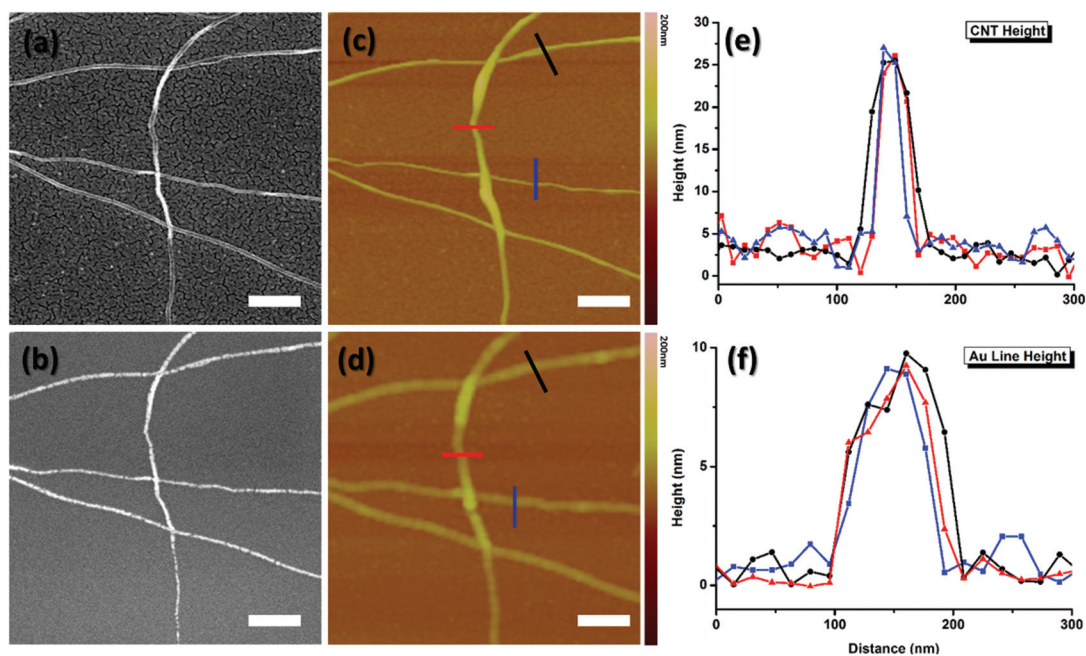 (a)
(c)
200nm
(e)
CNT Height
30
25
20
15
10
5
0
Height (nm)
0
100
200
300
(b)
(d)
200nm
(f)
Au Line Height
10
5
0
Height (nm)
0
100
200
300
Distance (nm)